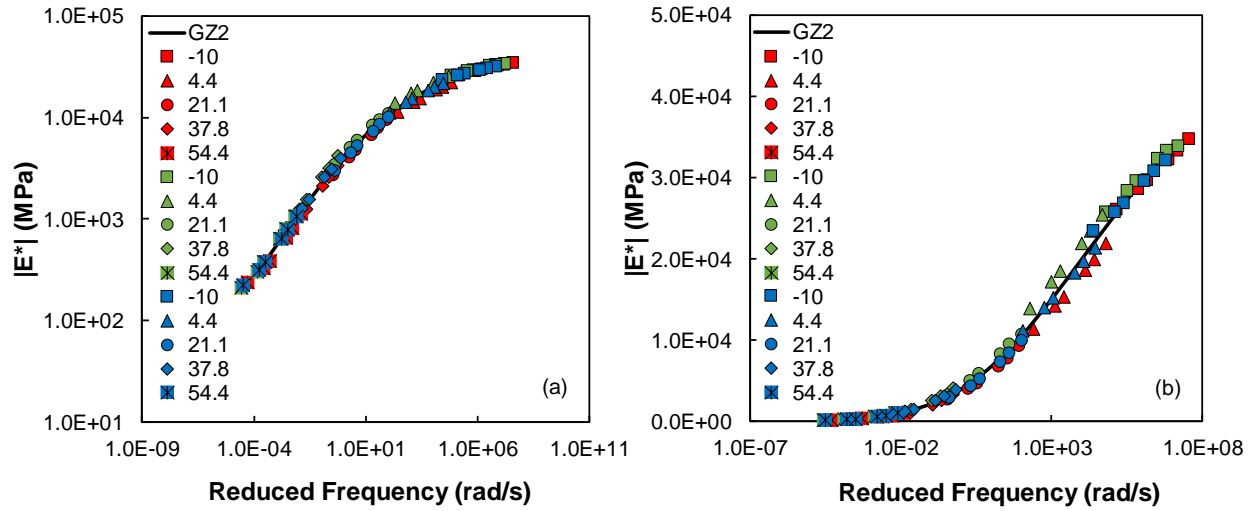 1.0E+05
1.0E+04
1.0E+03
1.0E+02
1.0E+01
|E*| (MPa)
GZ2
-10
4.4
21.1
37.8
54.4
-10
4.4
21.1
37.8
54.4
-10
4.4
21.1
37.8
54.4
(a)
1.0E-09
1.0E-04
1.0E+01
1.0E+06
1.0E+11
Reduced Frequency (rad/s)
5.0E+04
4.0E+04
3.0E+04
2.0E+04
1.0E+04
0.0E+00
|E*| (MPa)
GZ2
-10
4.4
21.1
37.8
54.4
-10
4.4
21.1
37.8
54.4
-10
4.4
21.1
37.8
54.4
(b)
1.0E-07
1.0E-02
1.0E+03
1.0E+08
Reduced Frequency (rad/s)